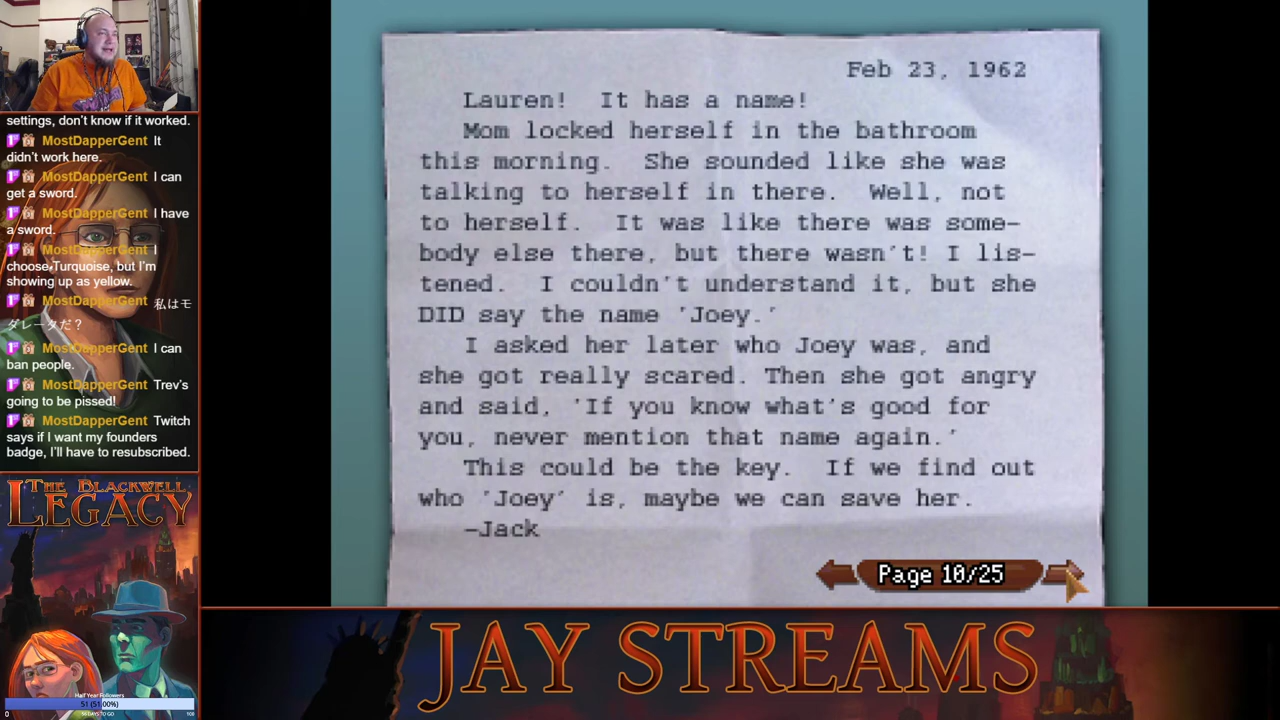 settings, don't know if it worked.
MostDapperGent It
didn't work here.
MostDapperGent I can
get a sword.
MostDapperGent I have
a sword.
MostDapperGent I
choose Turquoise, but I'm
showing up as yellow.
MostDapperGent 私はモ
ダレータだ？
MostDapperGent I can
ban people.
MostDapperGent Trev's
going to be pissed!
MostDapperGent Twitch
says if I want my founders
badge, I'll have to resubscribed.
THE BLACKWELL
LEGACY
Half Year Followers
51 (51.00%)
0
100
Feb 23, 1962
Lauren!  It has a name!
Mom locked herself in the bathroom
this morning.  She sounded like she was
talking to herself in there.  Well, not
to herself.  It was like there was some-
body else there, but there wasn't! I lis-
tened.  I couldn't understand it, but she
DID say the name 'Joey.'
I asked her later who Joey was, and
she got really scared. Then she got angry
and said, 'If you know what's good for
you, never mention that name again.'
This could be the key.  If we find out
who 'Joey' is, maybe we can save her.
-Jack
Page 10/25
JAY STREAMS